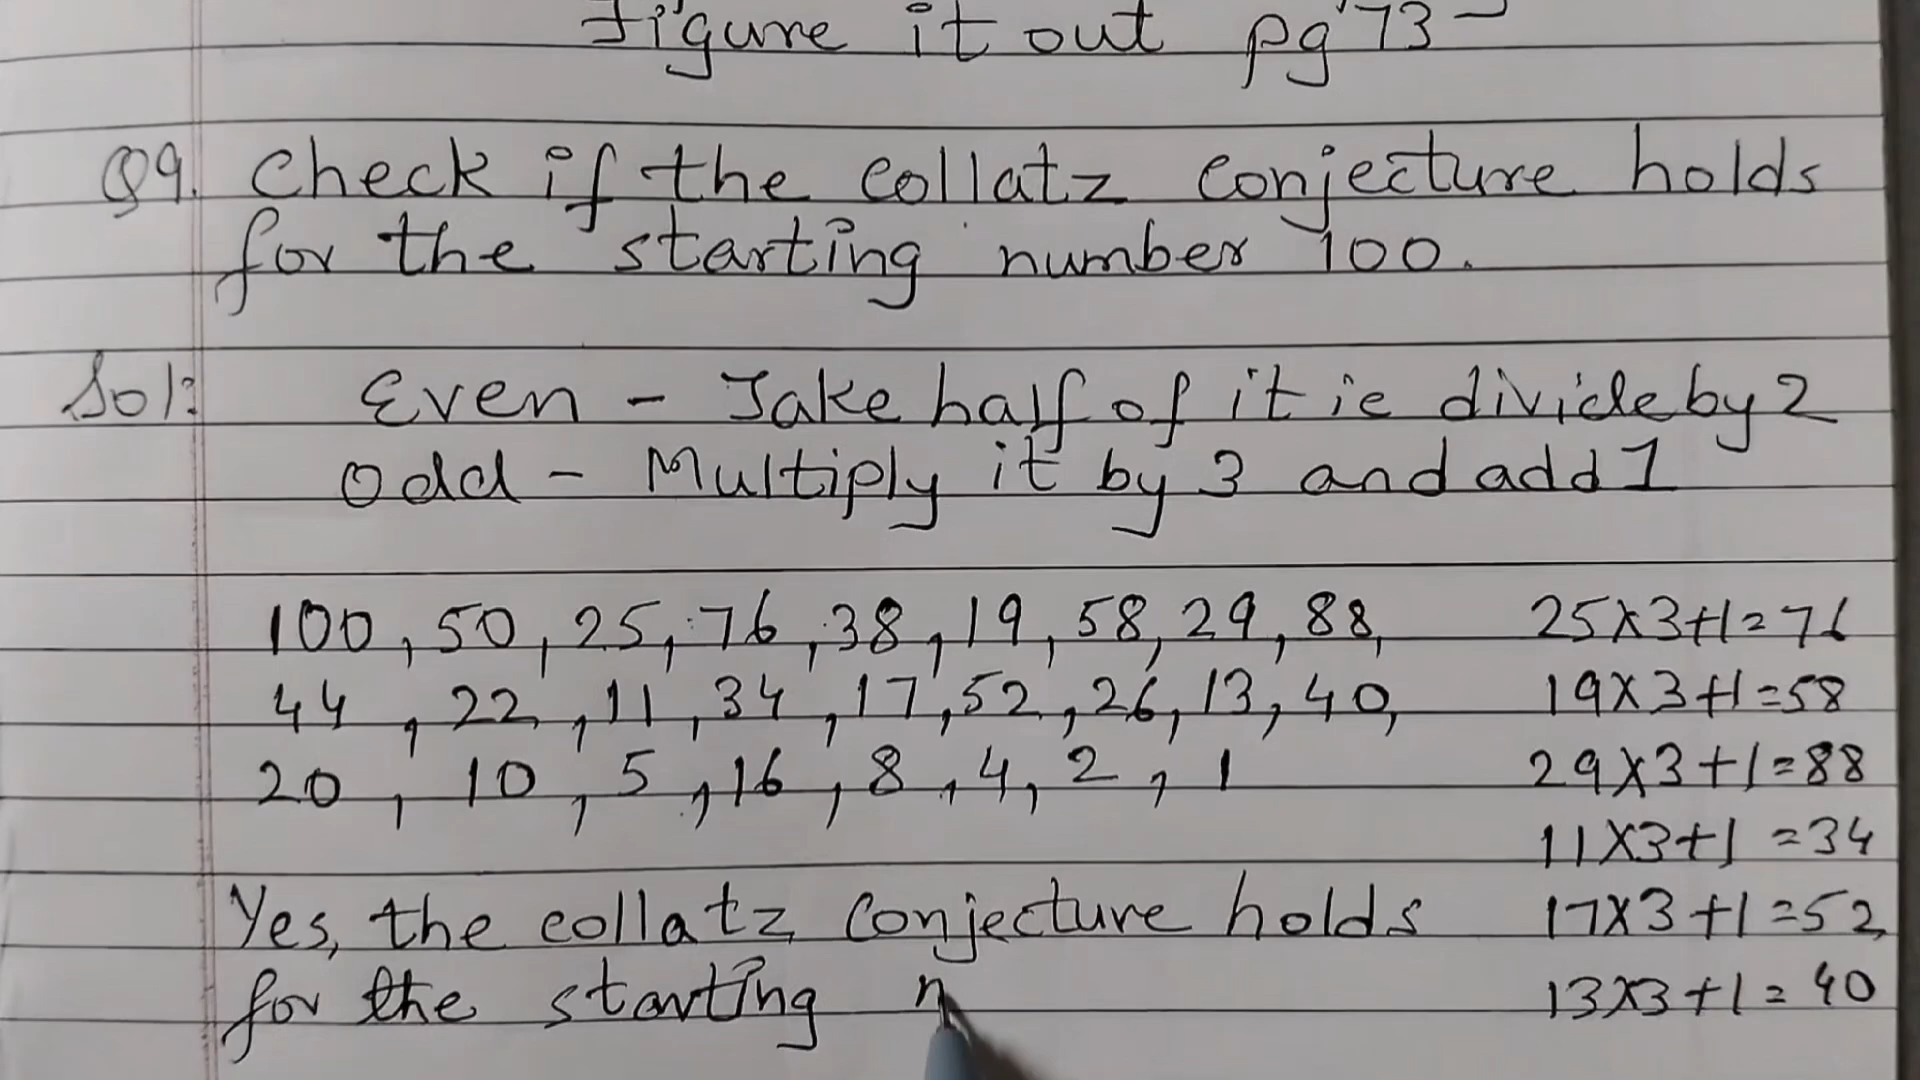 Figure it out pg 73
Q9. Check if the collatz conjecture holds
for the starting number 100.
Sol: Even - Take half of it ie divide by 2
Odd - Multiply it by 3 and add 1
100, 50, 25, 76, 38, 19, 58, 29, 88, 25x3+1=76
44, 22, 11, 34, 17, 52, 26, 13, 40, 19x3+1=58
20, 10, 5, 16, 8, 4, 2, 1 29x3+1=88
11x3+1=34
Yes, the collatz conjecture holds 17x3+1=52
for the starting n 13x3+1=40